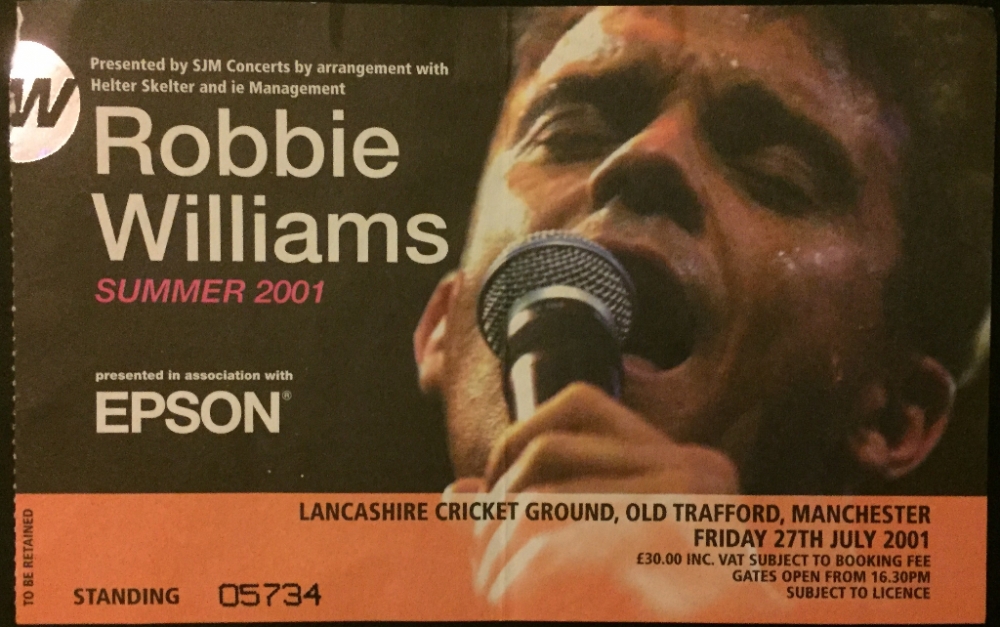 W
Presented by SJM Concerts by arrangement with
Helter Skelter and ie Management
Robbie
Williams
SUMMER 2001
presented in association with
EPSON®
LANCASHIRE CRICKET GROUND, OLD TRAFFORD, MANCHESTER
FRIDAY 27TH JULY 2001
£30.00 INC. VAT SUBJECT TO BOOKING FEE
GATES OPEN FROM 16.30PM
SUBJECT TO LICENCE
STANDING 05734
TO BE RETAINED